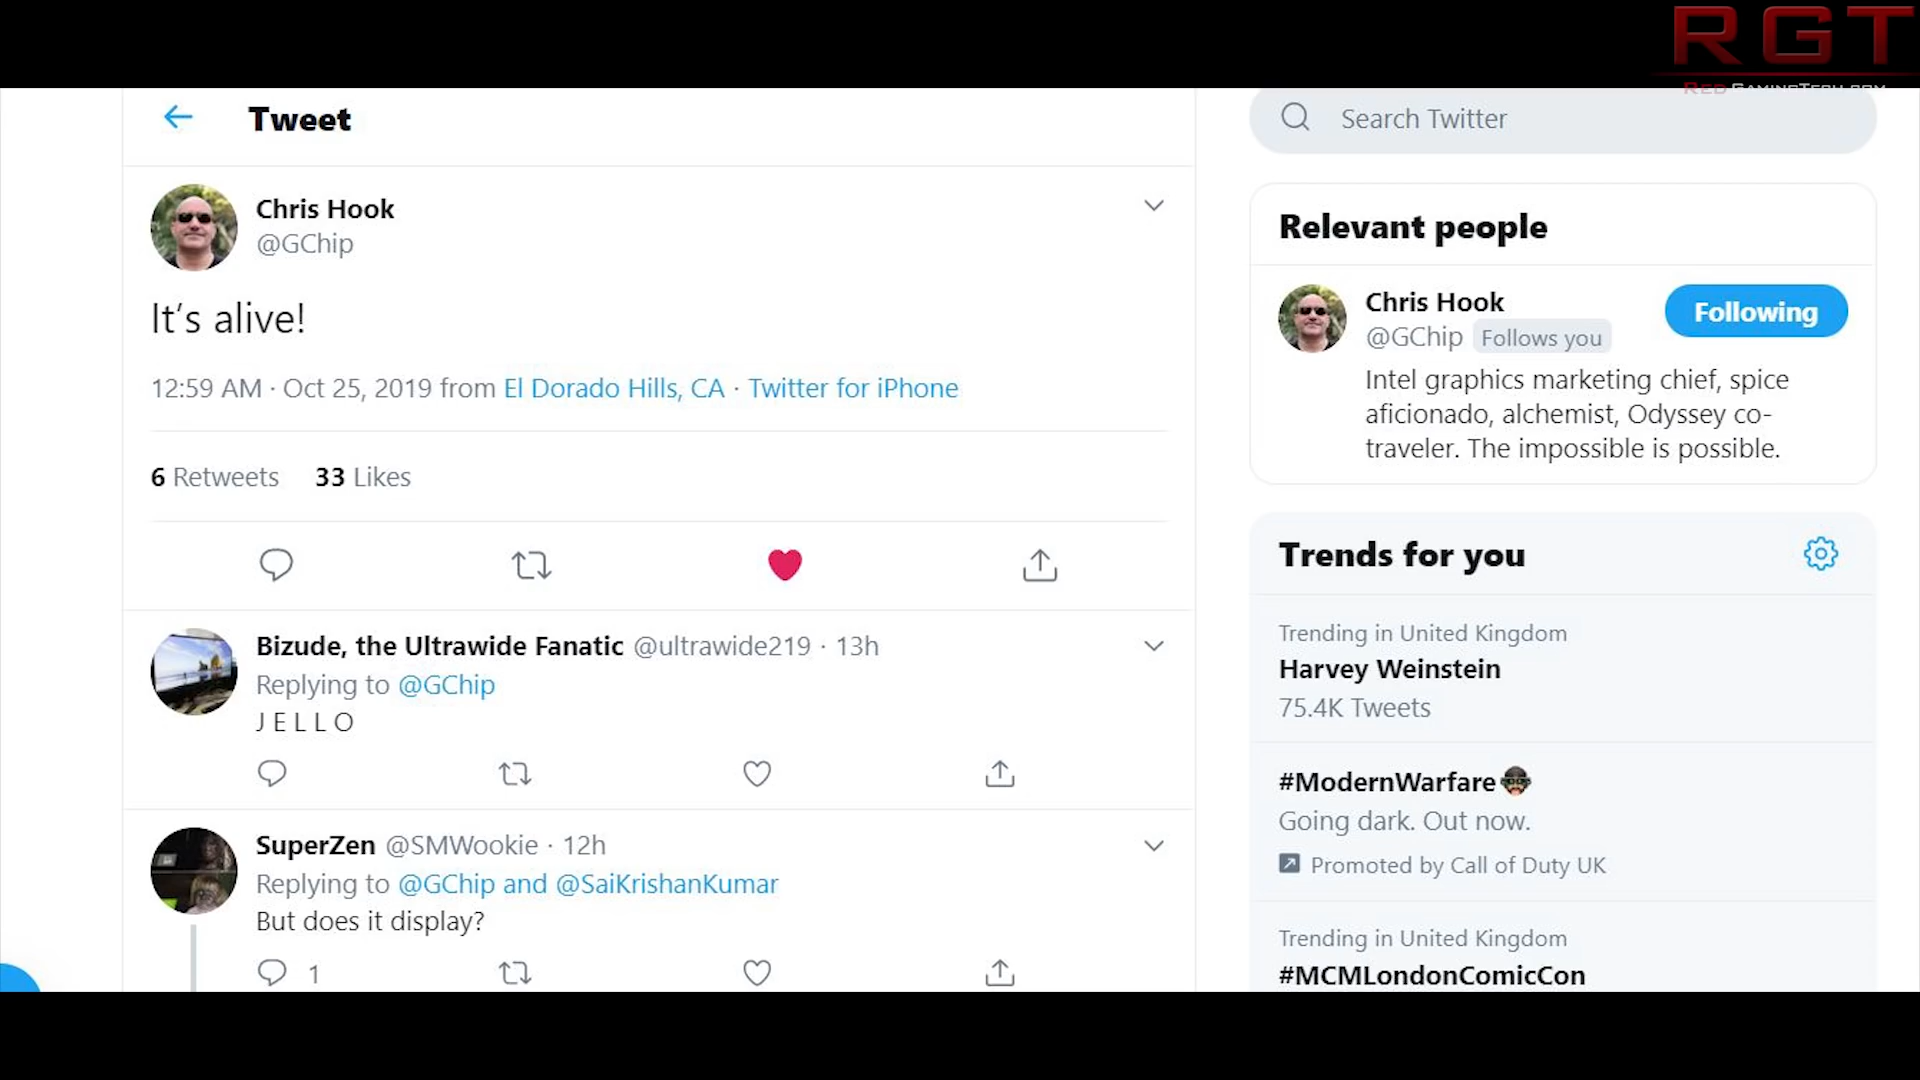 RGT
RED GAMINGTECH.COM
Tweet
Search Twitter
Chris Hook
@GChip
It's alive!
12:59 AM · Oct 25, 2019 from El Dorado Hills, CA · Twitter for iPhone
6 Retweets 33 Likes
Bizude, the Ultrawide Fanatic @ultrawide219 · 13h
Replying to @GChip
J E L L O
SuperZen @SMWookie · 12h
Replying to @GChip and @SaiKrishanKumar
But does it display?
1
Relevant people
Chris Hook
@GChip Follows you
Following
Intel graphics marketing chief, spice
aficionado, alchemist, Odyssey co-
traveler. The impossible is possible.
Trends for you
Trending in United Kingdom
Harvey Weinstein
75.4K Tweets
#ModernWarfare
Going dark. Out now.
Promoted by Call of Duty UK
Trending in United Kingdom
#MCMLondonComicCon